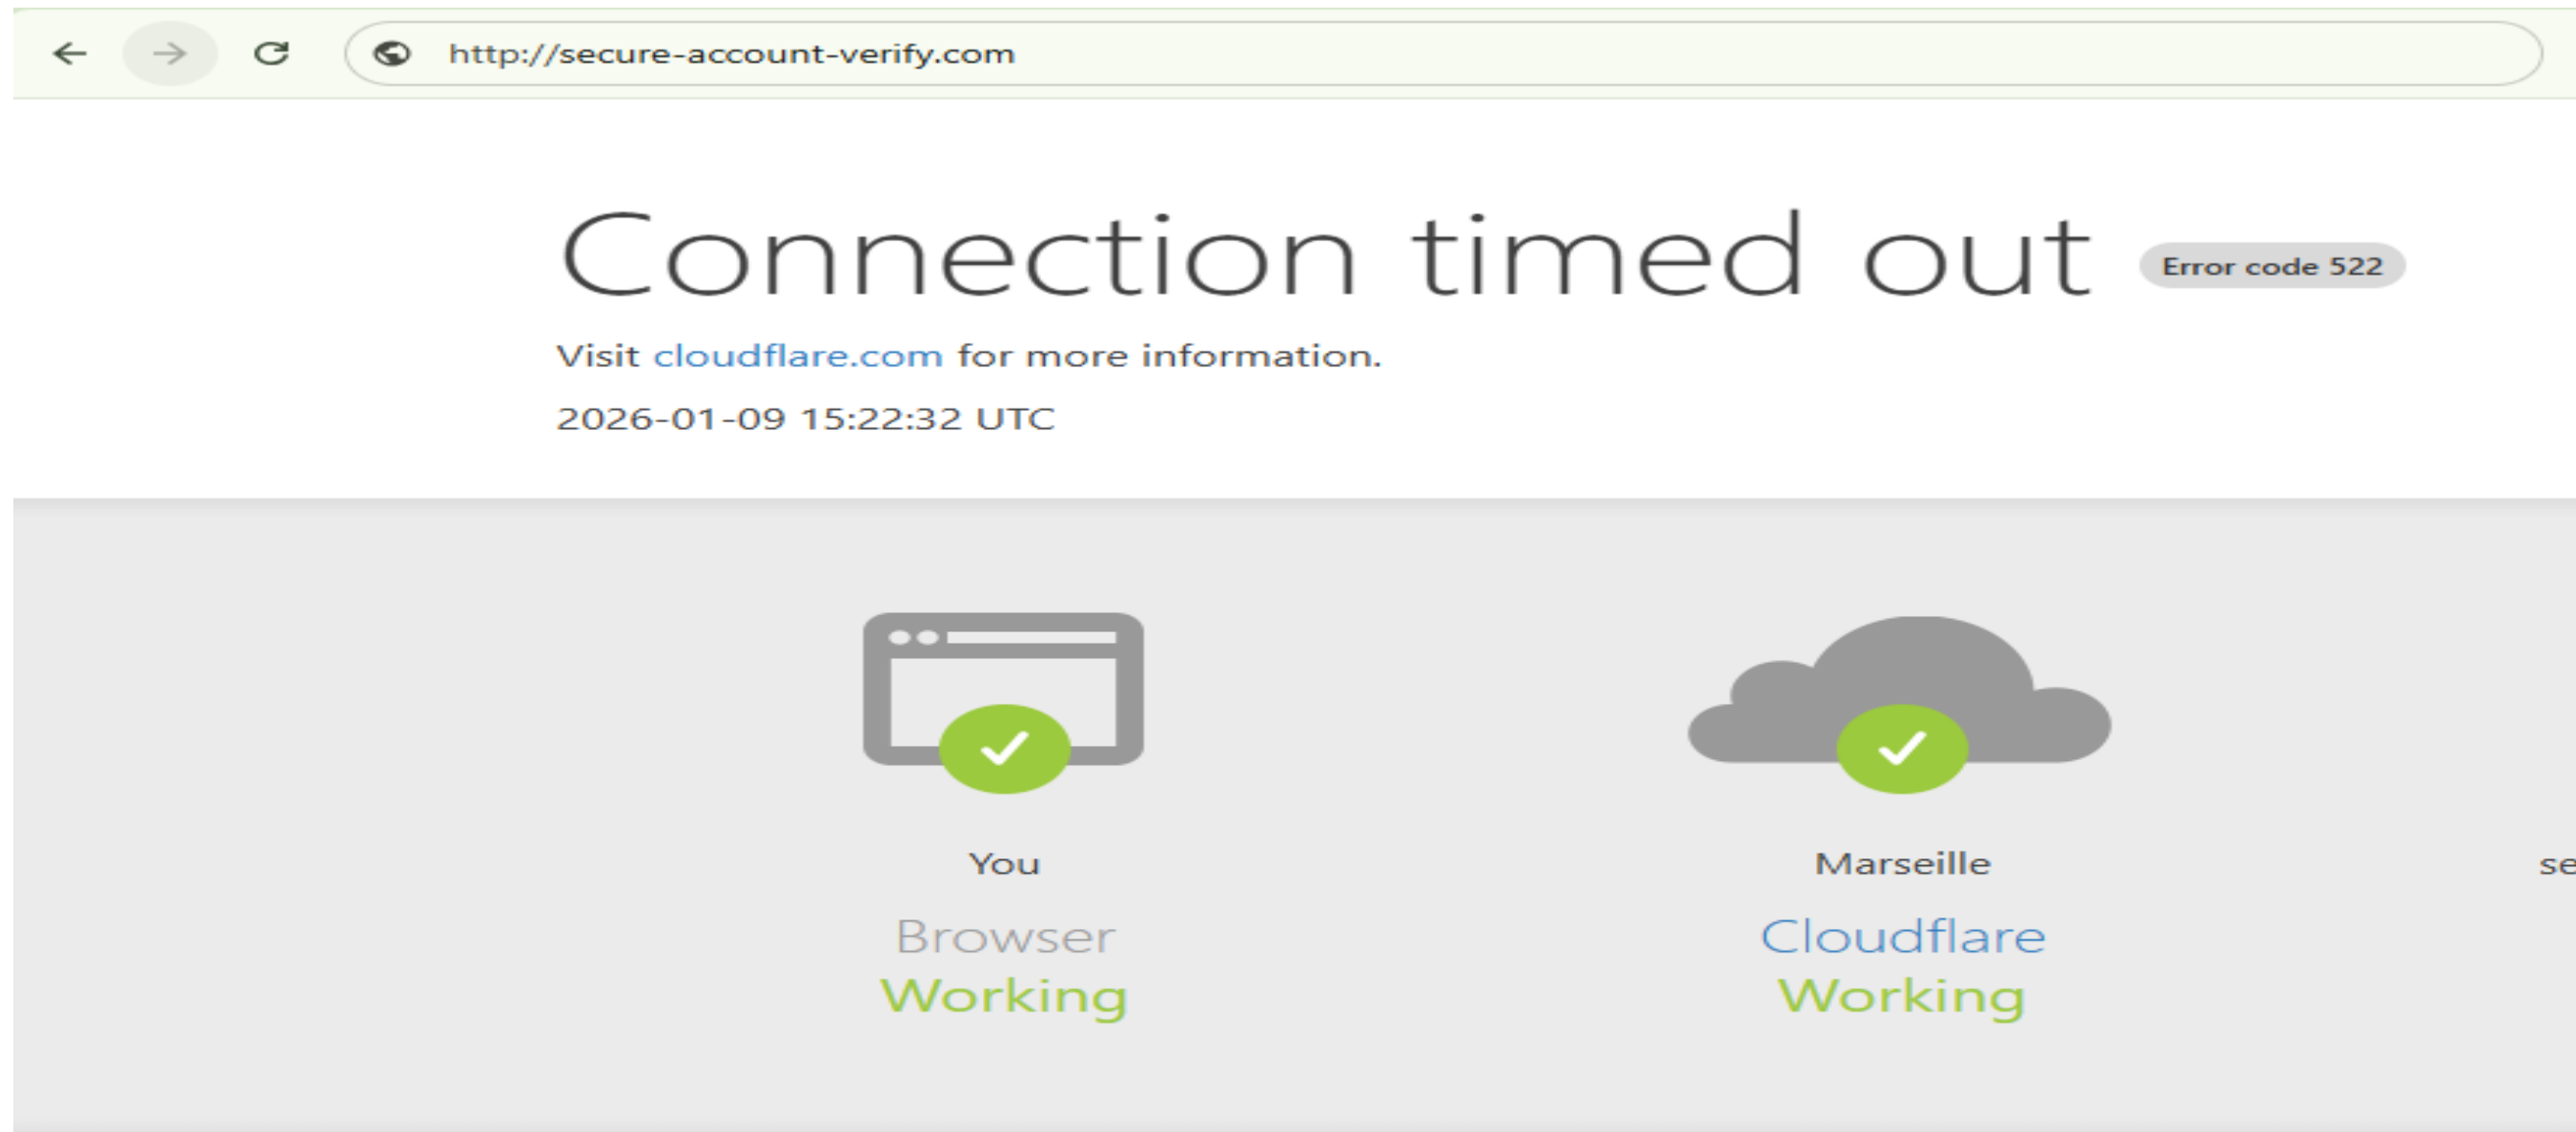 http://secure-account-verify.com
Connection timed out Error code 522
Visit cloudflare.com for more information.
2026-01-09 15:22:32 UTC
You Marseille se
Browser Cloudflare
Working Working